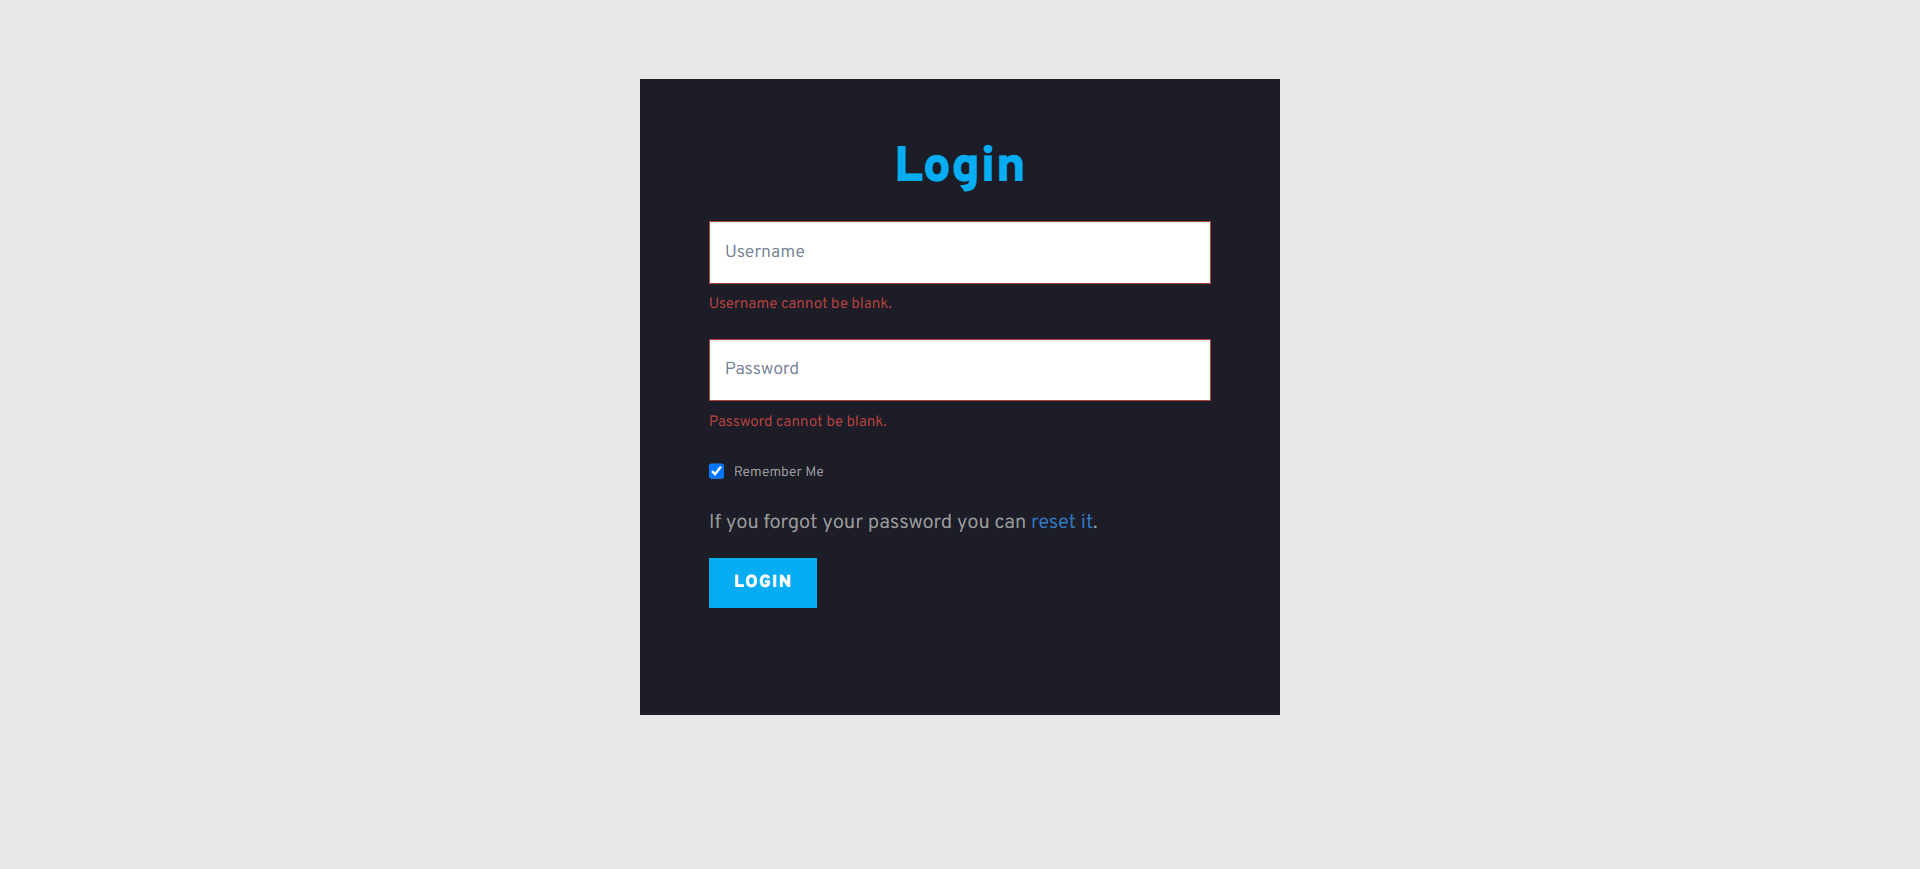 Login
Username
Username cannot be blank.
Password
Password cannot be blank.
Remember Me
If you forgot your password you can reset it.
LOGIN